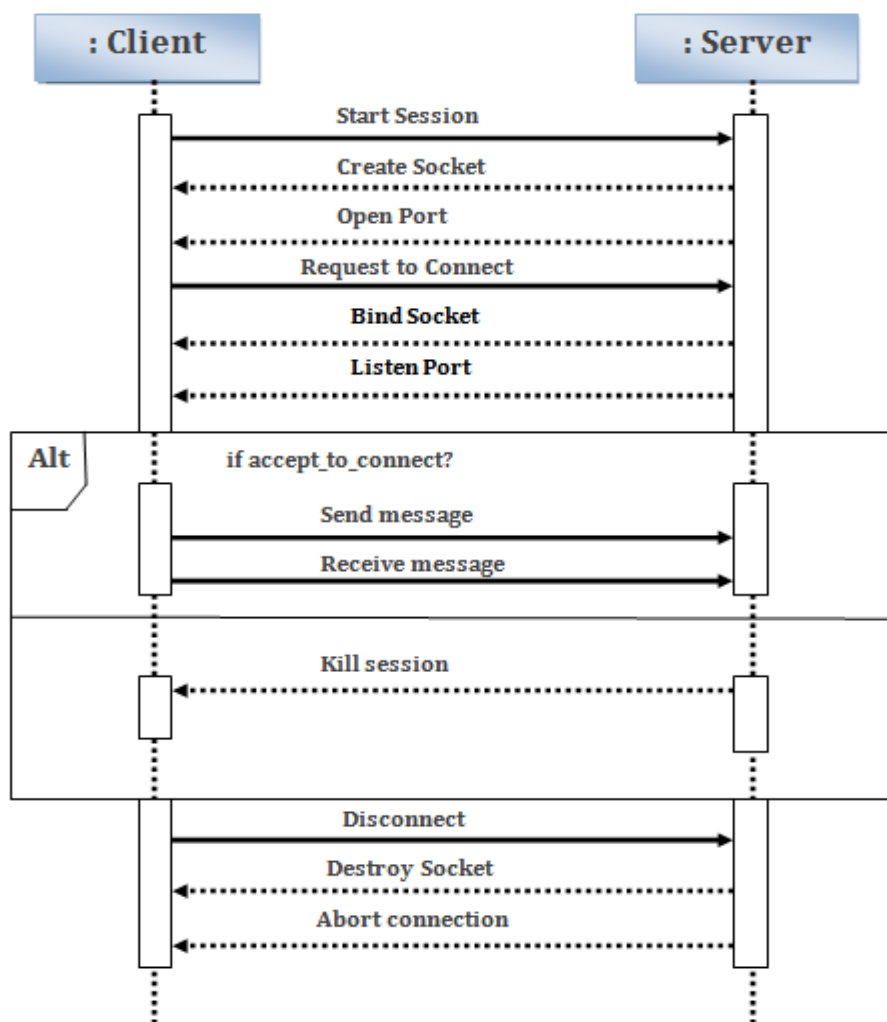 : Client
: Server
Start Session
Create Socket
Open Port
Request to Connect
Bind Socket
Listen Port
Alt
if accept_to_connect?
Send message
Receive message
Kill session
Disconnect
Destroy Socket
Abort connection